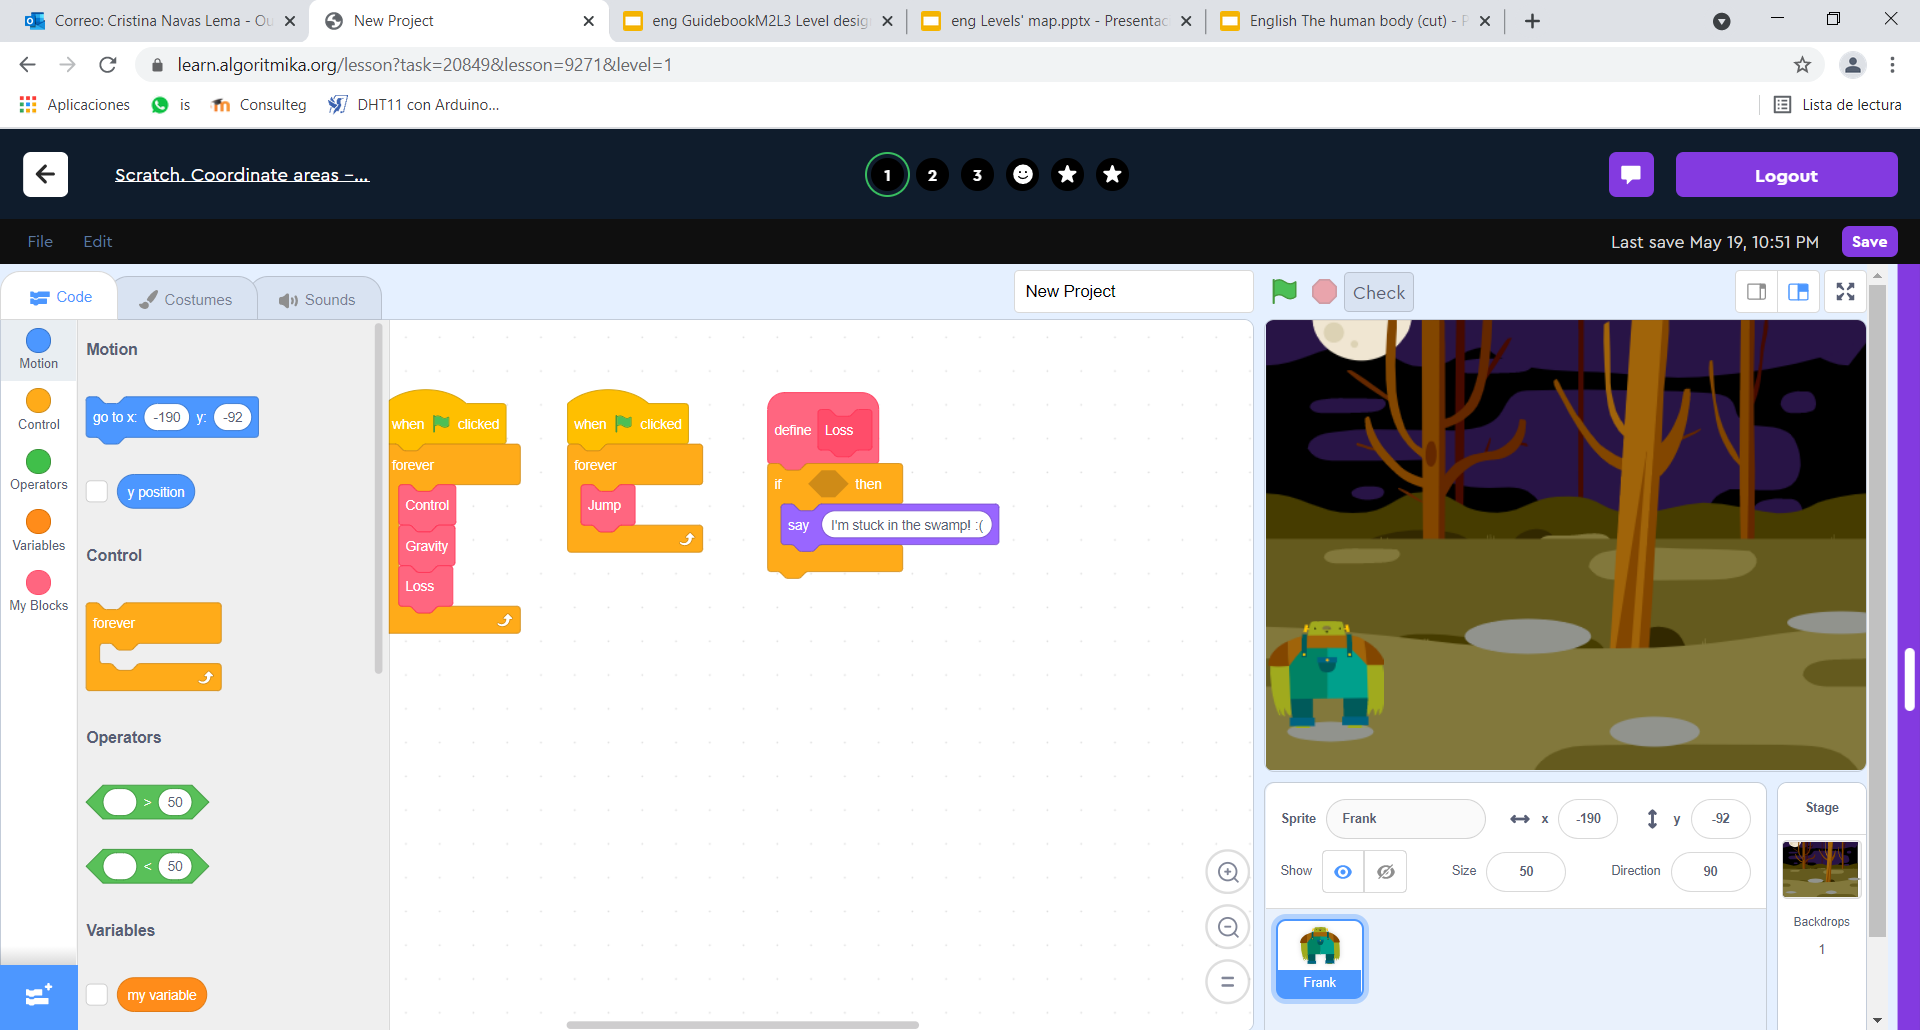 Correo: Cristina Navas Lema - Ou
New Project
eng GuidebookM2L3 Level desig
eng Levels' map.pptx - Presentac
English The human body (cut) - P
learn.algoritmika.org/lesson?task=20849&lesson=9271&level=1
Aplicaciones
is
Consulteg
DHT11 con Arduino...
Lista de lectura
Scratch. Coordinate areas –...
1
2
3
Logout
File
Edit
Last save May 19, 10:51 PM
Save
Code
Costumes
Sounds
New Project
Check
Motion
Control
Operators
Variables
My Blocks
Motion
go to x: -190 y: -92
y position
Control
forever
Operators
> 50
< 50
Variables
my variable
when clicked
forever
Control
Gravity
Loss
when clicked
forever
Jump
define Loss
if then
say I'm stuck in the swamp! :(
Sprite Frank x -190 y -92
Show Size 50 Direction 90
Frank
Stage
Backdrops
1